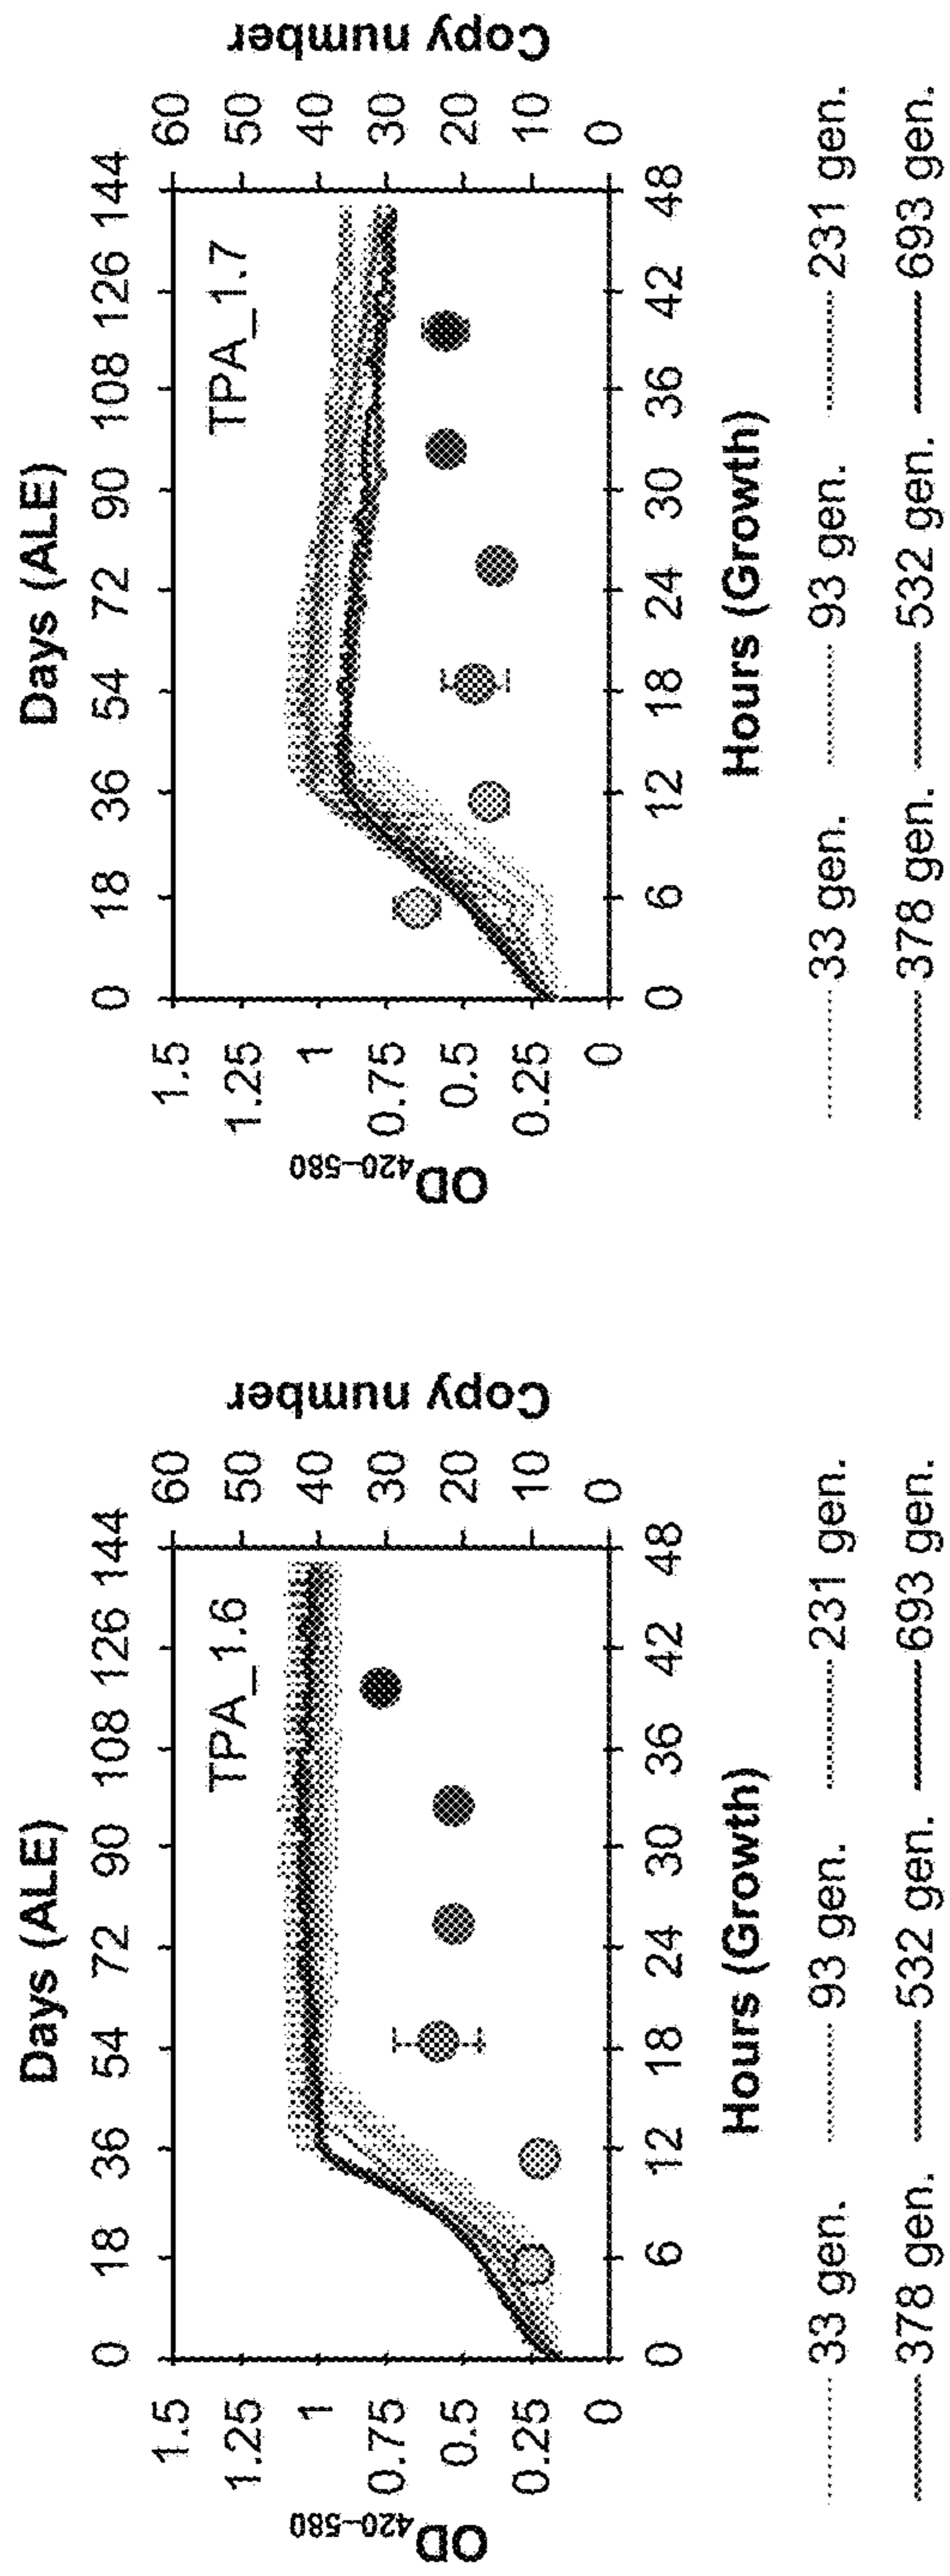 Days (ALE)
0 18 36 54 72 90 108 126 144
1.5 60
1.25 50
1 40
0.75 30
0.5 20
0.25 10
0 0
OD420–580
Copy number
TPA_1.6
0 6 12 18 24 30 36 42 48
Hours (Growth)
33 gen. 93 gen. 231 gen.
378 gen. 532 gen. 693 gen.
Days (ALE)
0 18 36 54 72 90 108 126 144
1.5 60
1.25 50
1 40
0.75 30
0.5 20
0.25 10
0 0
OD420–580
Copy number
TPA_1.7
0 6 12 18 24 30 36 42 48
Hours (Growth)
33 gen. 93 gen. 231 gen.
378 gen. 532 gen. 693 gen.